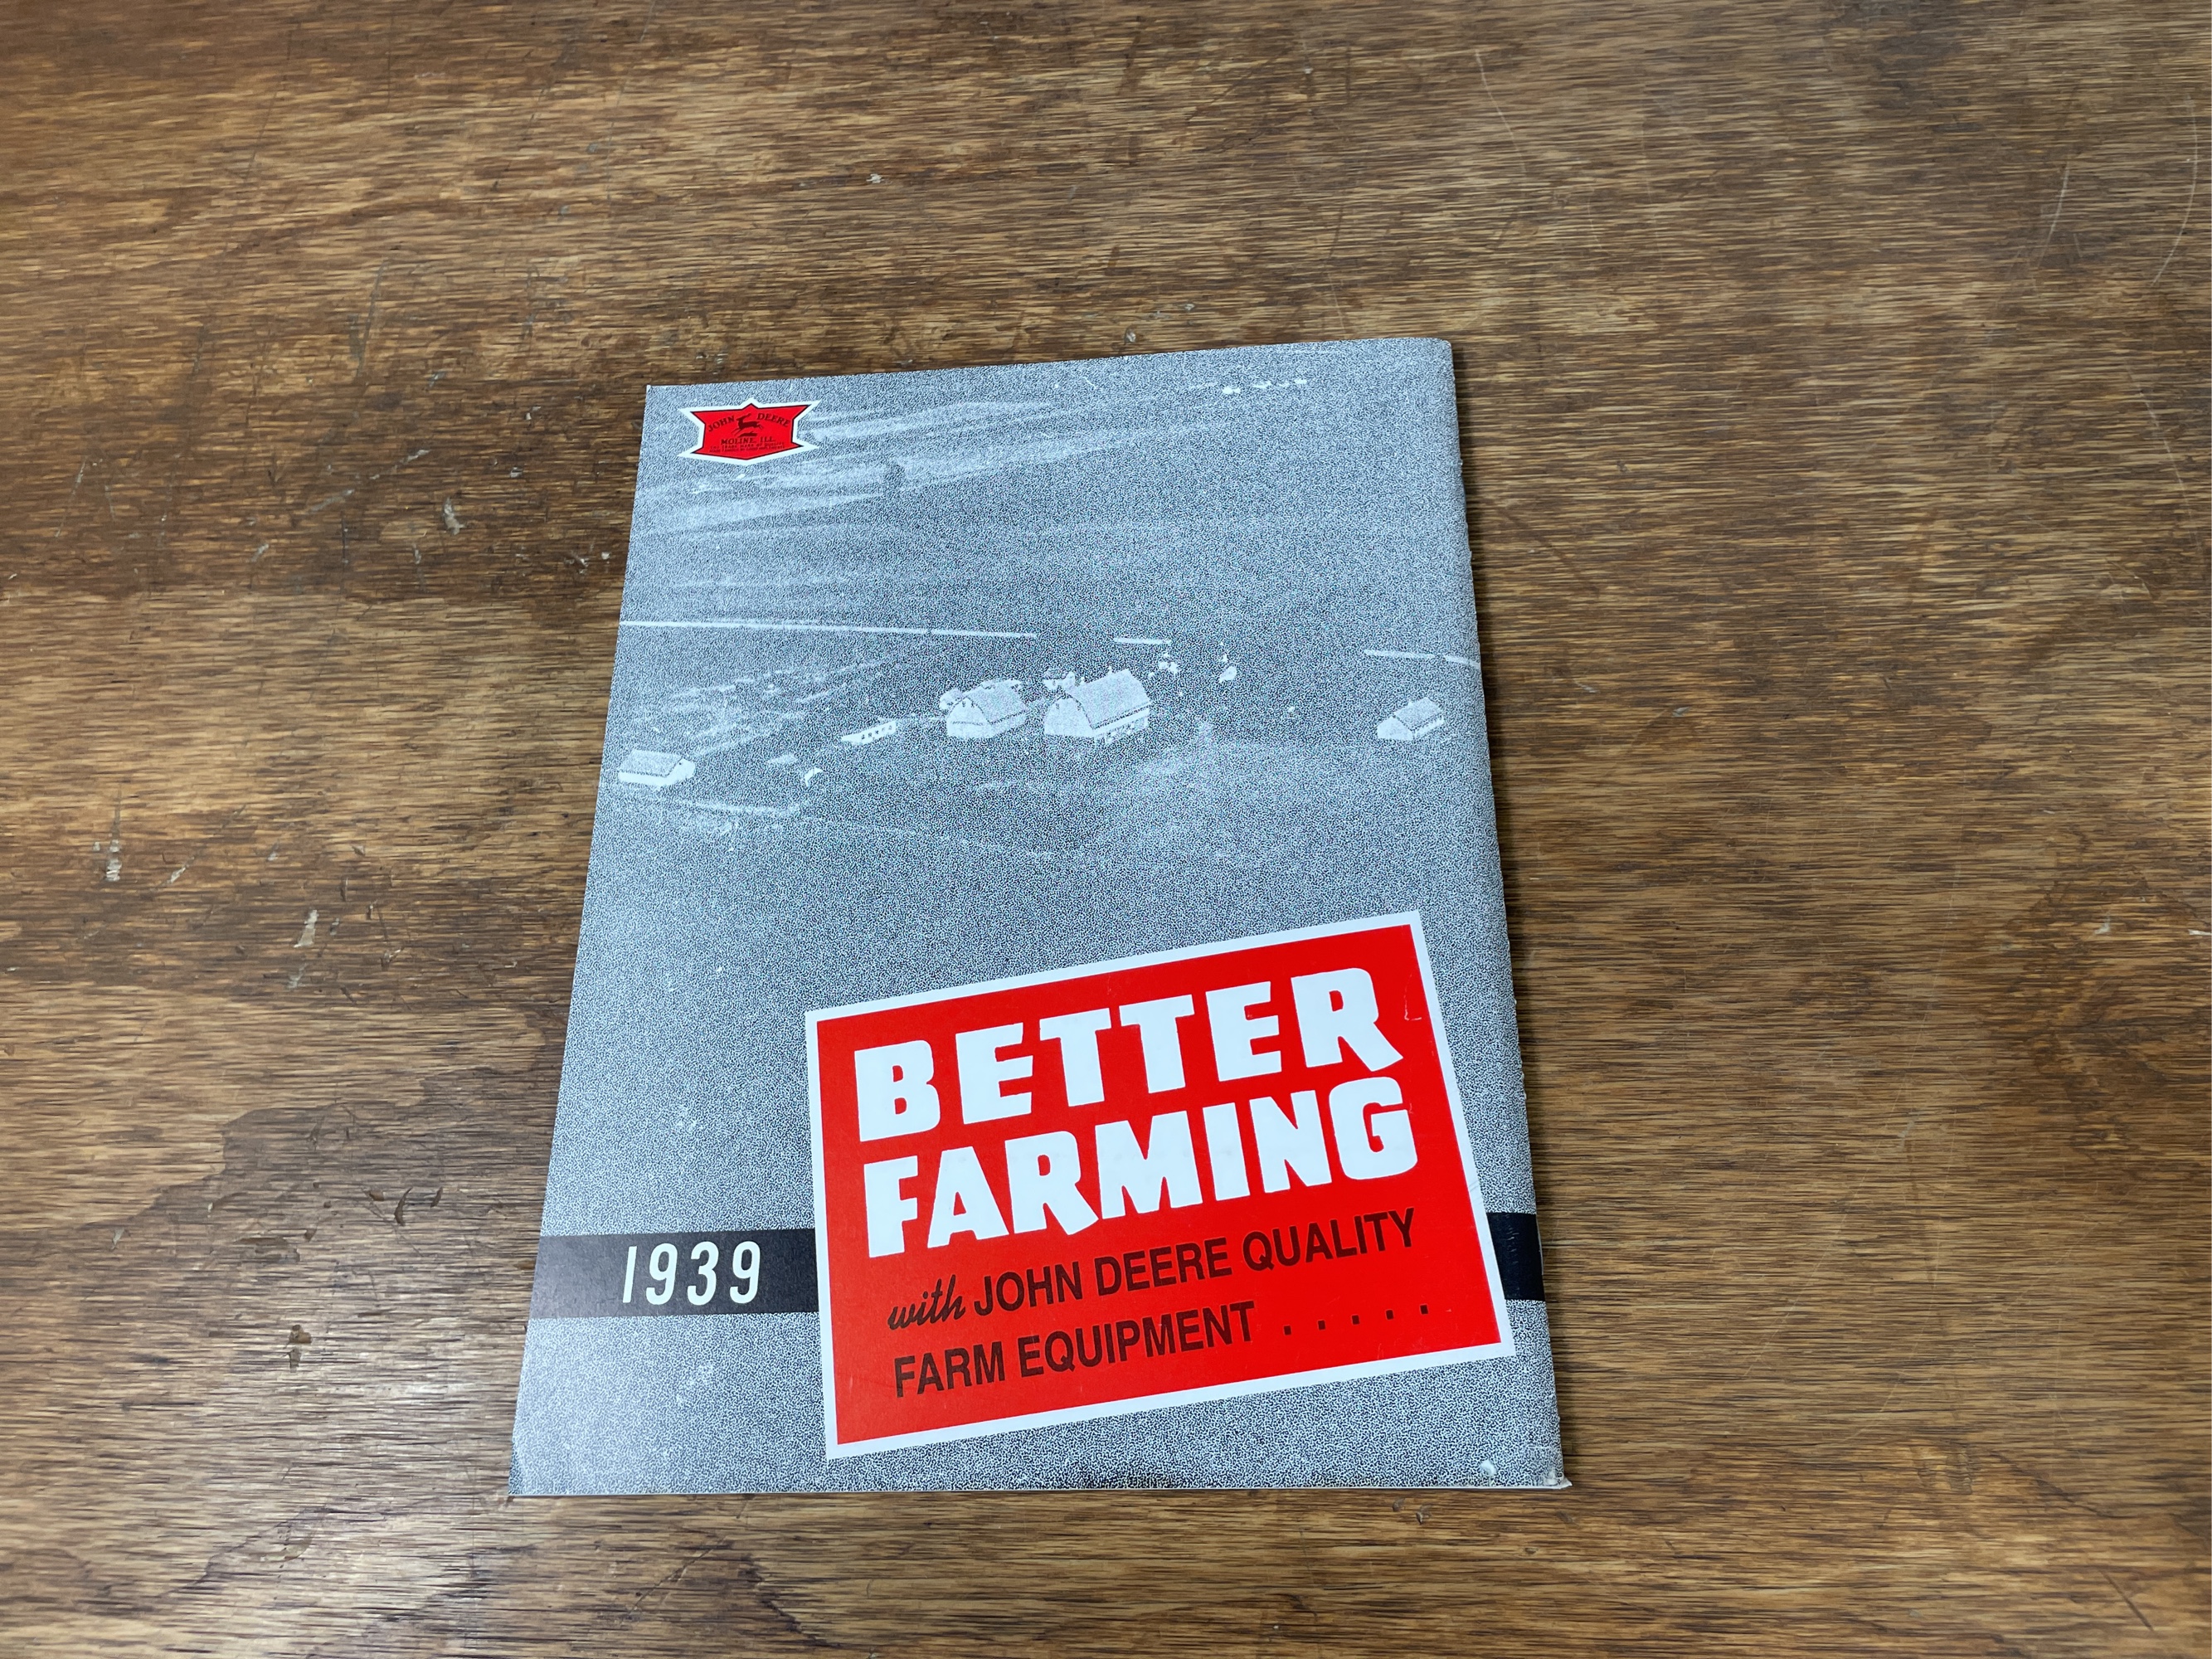 JOHN DEERE
MOLINE, ILL.
BETTER
FARMING
1939
with JOHN DEERE QUALITY
FARM EQUIPMENT . . . . .